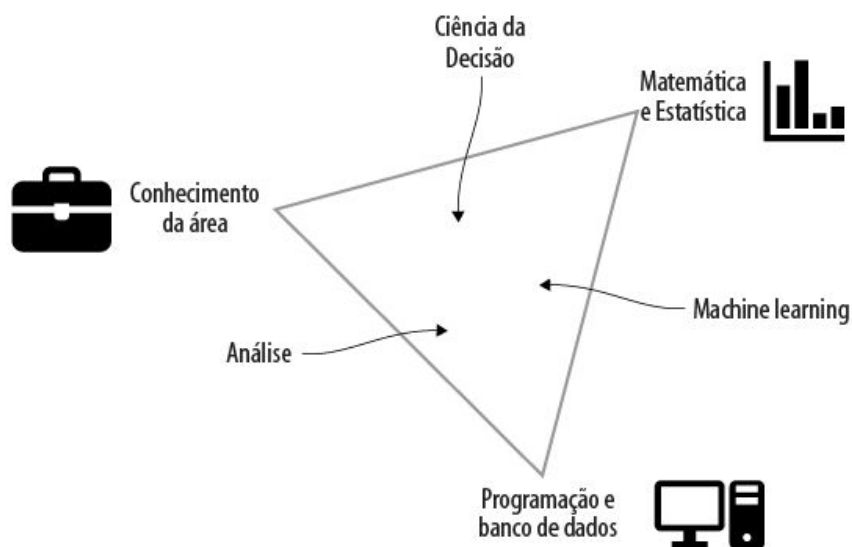 Ciência da
Decisão
Matemática
e Estatística
Conhecimento
da área
Machine learning
Análise
Programação e
banco de dados